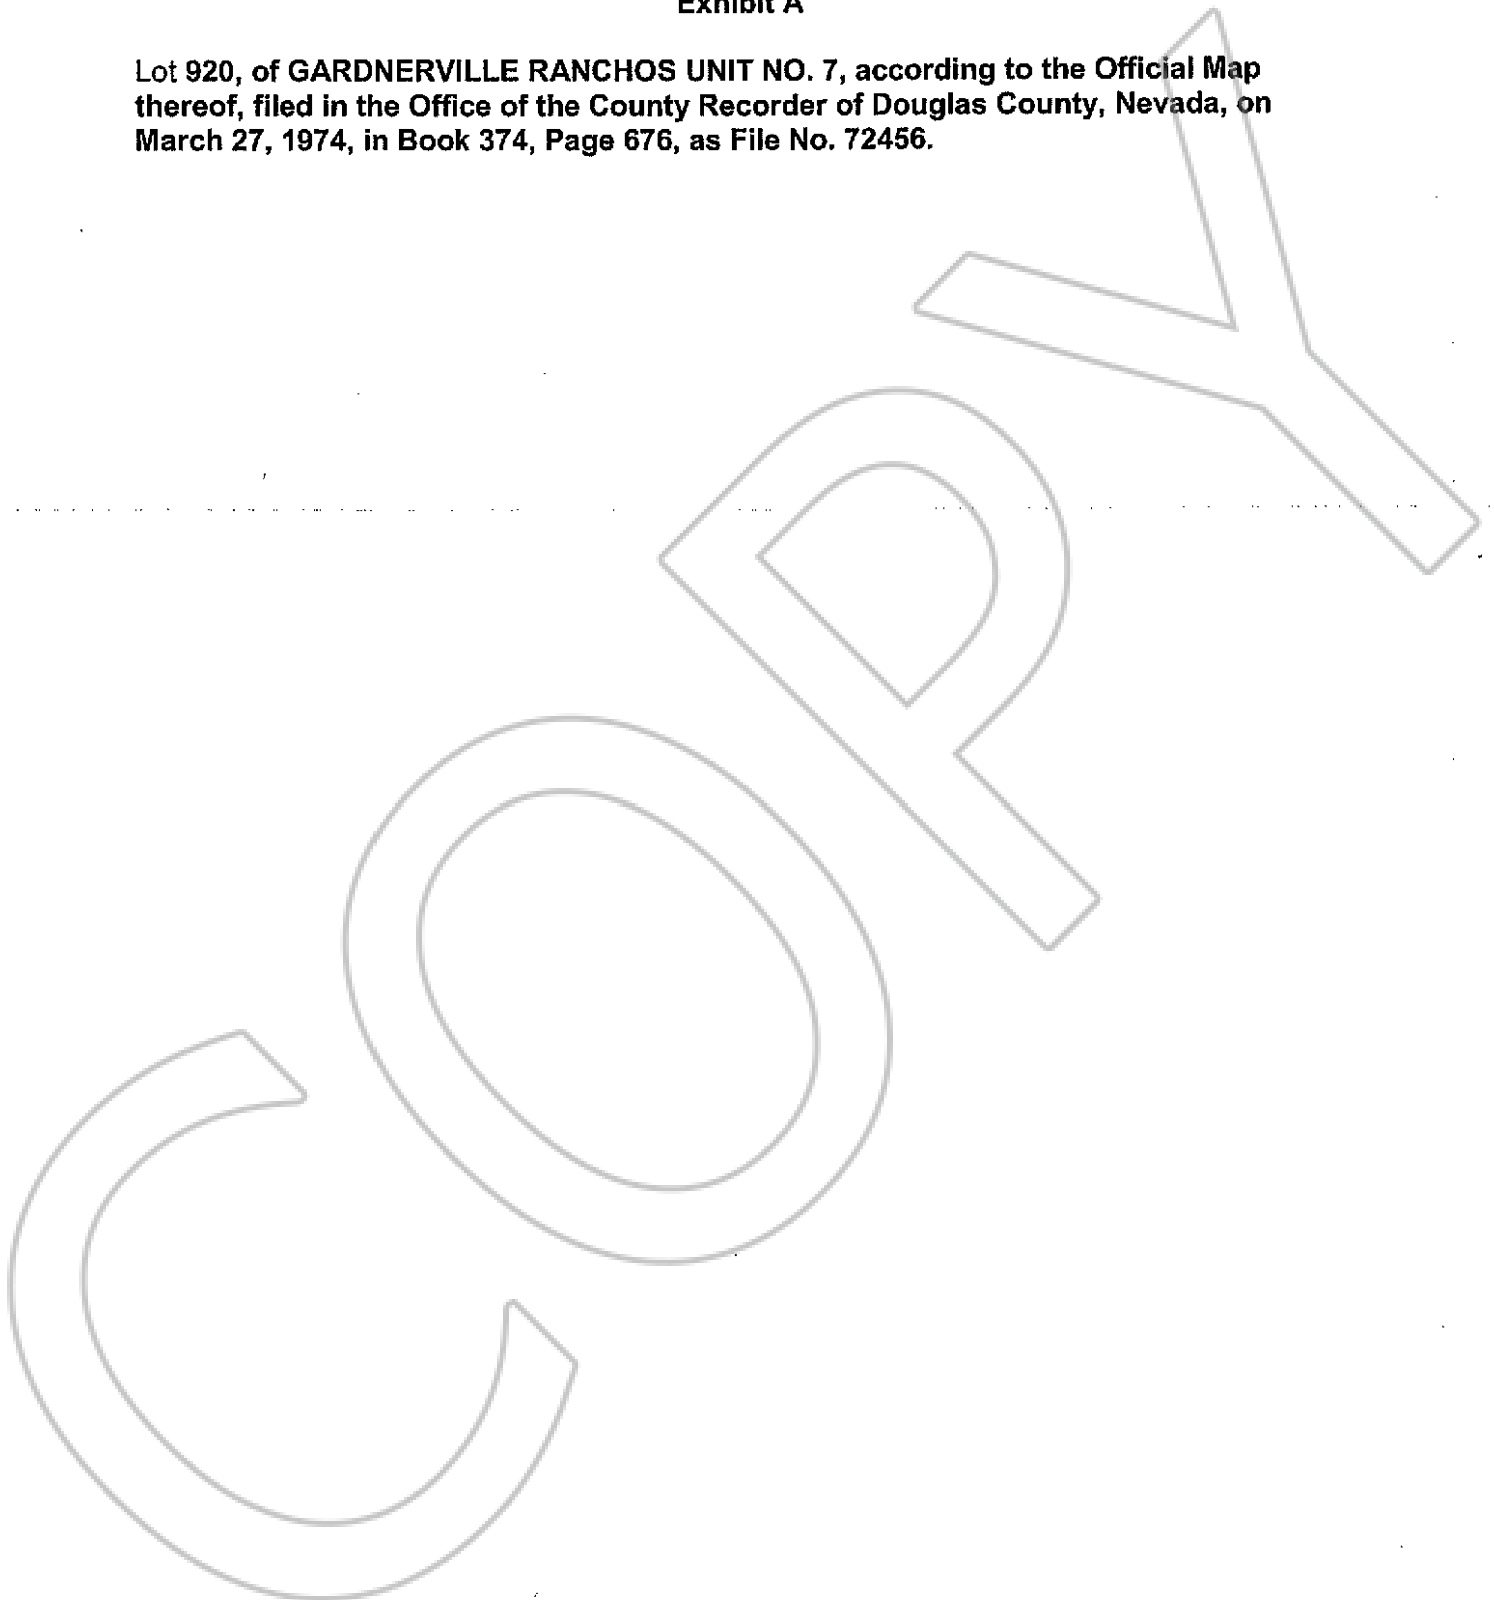 Exhibit A
Lot 920, of GARDNERVILLE RANCHOS UNIT NO. 7, according to the Official Map
thereof, filed in the Office of the County Recorder of Douglas County, Nevada, on
March 27, 1974, in Book 374, Page 676, as File No. 72456.
COPY